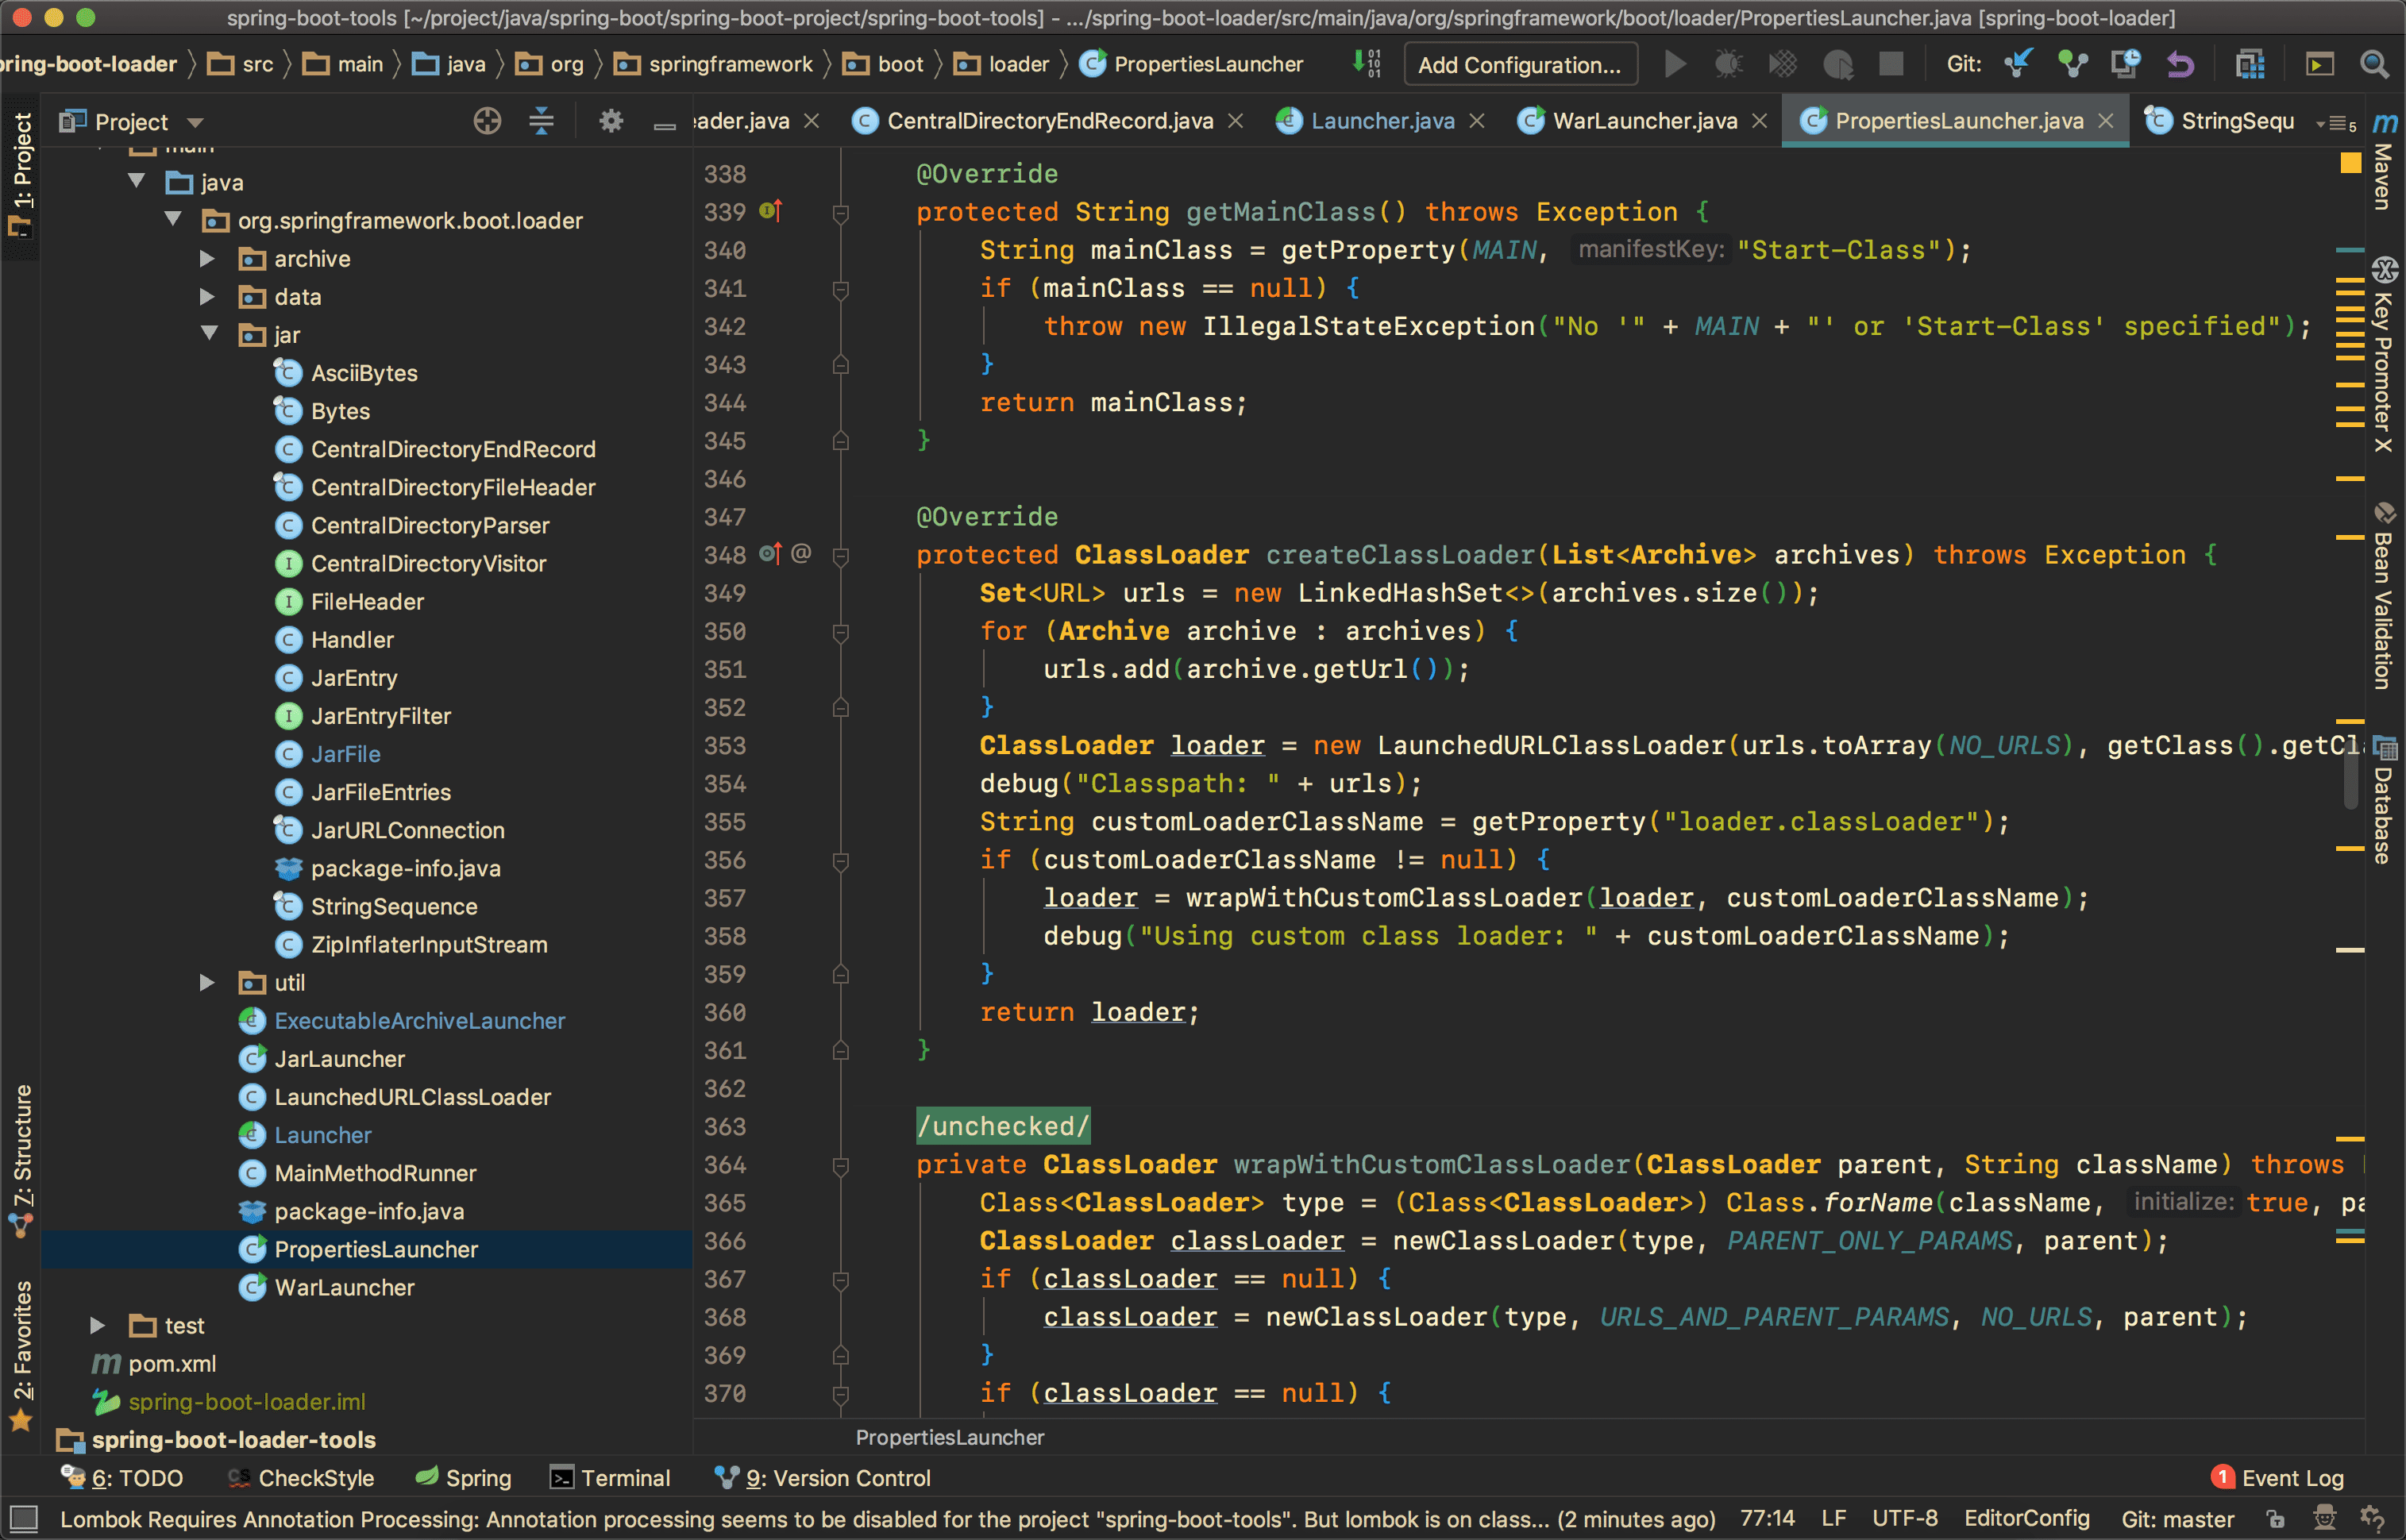 spring-boot-tools [~/project/java/spring-boot/spring-boot-project/spring-boot-tools] - .../spring-boot-loader/src/main/java/org/springframework/boot/loader/PropertiesLauncher.java [spring-boot-loader]
pring-boot-loader src main java org springframework boot loader PropertiesLauncher Add Configuration... Git:
Project
eader.java CentralDirectoryEndRecord.java Launcher.java WarLauncher.java PropertiesLauncher.java StringSequ 5
1: Project
7: Structure
2: Favorites
main
java
org.springframework.boot.loader
archive
data
jar
AsciiBytes
Bytes
CentralDirectoryEndRecord
CentralDirectoryFileHeader
CentralDirectoryParser
CentralDirectoryVisitor
FileHeader
Handler
JarEntry
JarEntryFilter
JarFile
JarFileEntries
JarURLConnection
package-info.java
StringSequence
ZipInflaterInputStream
util
ExecutableArchiveLauncher
JarLauncher
LaunchedURLClassLoader
Launcher
MainMethodRunner
package-info.java
PropertiesLauncher
WarLauncher
test
pom.xml
spring-boot-loader.iml
spring-boot-loader-tools
338 @Override
339 protected String getMainClass() throws Exception {
340 String mainClass = getProperty(MAIN, manifestKey: "Start-Class");
341 if (mainClass == null) {
342 throw new IllegalStateException("No '" + MAIN + "' or 'Start-Class' specified");
343 }
344 return mainClass;
345 }
346
347 @Override
348 @ protected ClassLoader createClassLoader(List<Archive> archives) throws Exception {
349 Set<URL> urls = new LinkedHashSet<>(archives.size());
350 for (Archive archive : archives) {
351 urls.add(archive.getUrl());
352 }
353 ClassLoader loader = new LaunchedURLClassLoader(urls.toArray(NO_URLS), getClass().getCl
354 debug("Classpath: " + urls);
355 String customLoaderClassName = getProperty("loader.classLoader");
356 if (customLoaderClassName != null) {
357 loader = wrapWithCustomClassLoader(loader, customLoaderClassName);
358 debug("Using custom class loader: " + customLoaderClassName);
359 }
360 return loader;
361 }
362
363 /unchecked/
364 private ClassLoader wrapWithCustomClassLoader(ClassLoader parent, String className) throws
365 Class<ClassLoader> type = (Class<ClassLoader>) Class.forName(className, initialize: true, pa
366 ClassLoader classLoader = newClassLoader(type, PARENT_ONLY_PARAMS, parent);
367 if (classLoader == null) {
368 classLoader = newClassLoader(type, URLS_AND_PARENT_PARAMS, NO_URLS, parent);
369 }
370 if (classLoader == null) {
PropertiesLauncher
Maven
Key Promoter X
Bean Validation
Database
6: TODO CheckStyle Spring Terminal 9: Version Control 1 Event Log
Lombok Requires Annotation Processing: Annotation processing seems to be disabled for the project "spring-boot-tools". But lombok is on class... (2 minutes ago) 77:14 LF UTF-8 EditorConfig Git: master